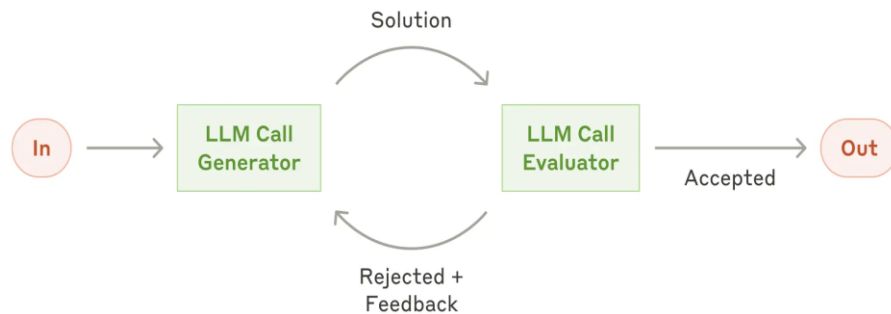 Solution
In
LLM Call
Generator
LLM Call
Evaluator
Out
Accepted
Rejected +
Feedback